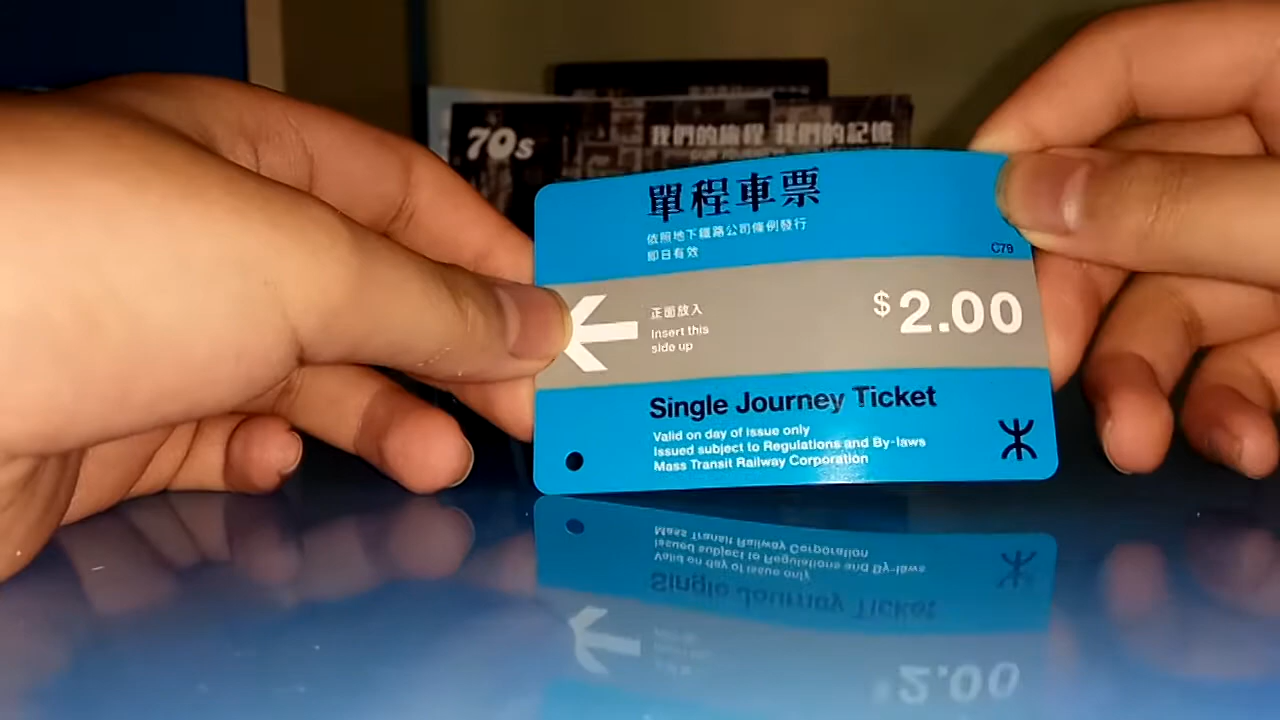 70s
我們的旅程 我們的記憶
單程車票
依照地下鐵路公司條例發行
即日有效
C79
正面放入
Insert this
side up
$2.00
Single Journey Ticket
Valid on day of issue only
Issued subject to Regulations and By-laws
Mass Transit Railway Corporation